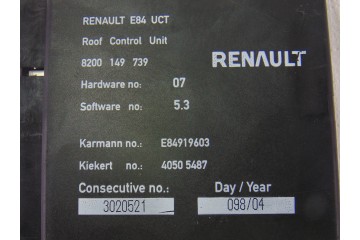 RENAULT E84 UCT
Roof Control Unit
8200 149 739
RENAULT
Hardware no: 07
Software no: 5.3
Karmann no.: E84919603
Kiekert no.: 4050 5487
Consecutive no.: Day / Year
3020521 098/04